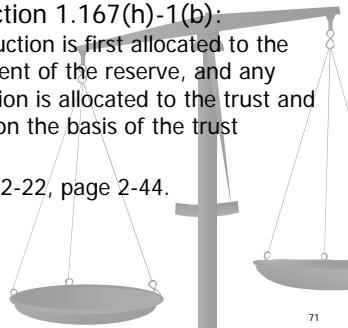 ction 1.167(h)-1(b):
uction is first allocated to the
ent of the reserve, and any
ion is allocated to the trust and
on the basis of the trust
2-22, page 2-44.
71